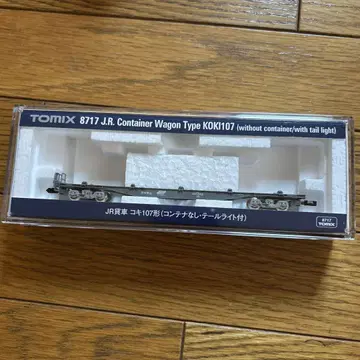 TOMIX 8717 J.R. Container Wagon Type KOKI107 (without container/with tail light)
JR貨車 コキ107形(コンテナなし・テールライト付)
8717
TOMIX